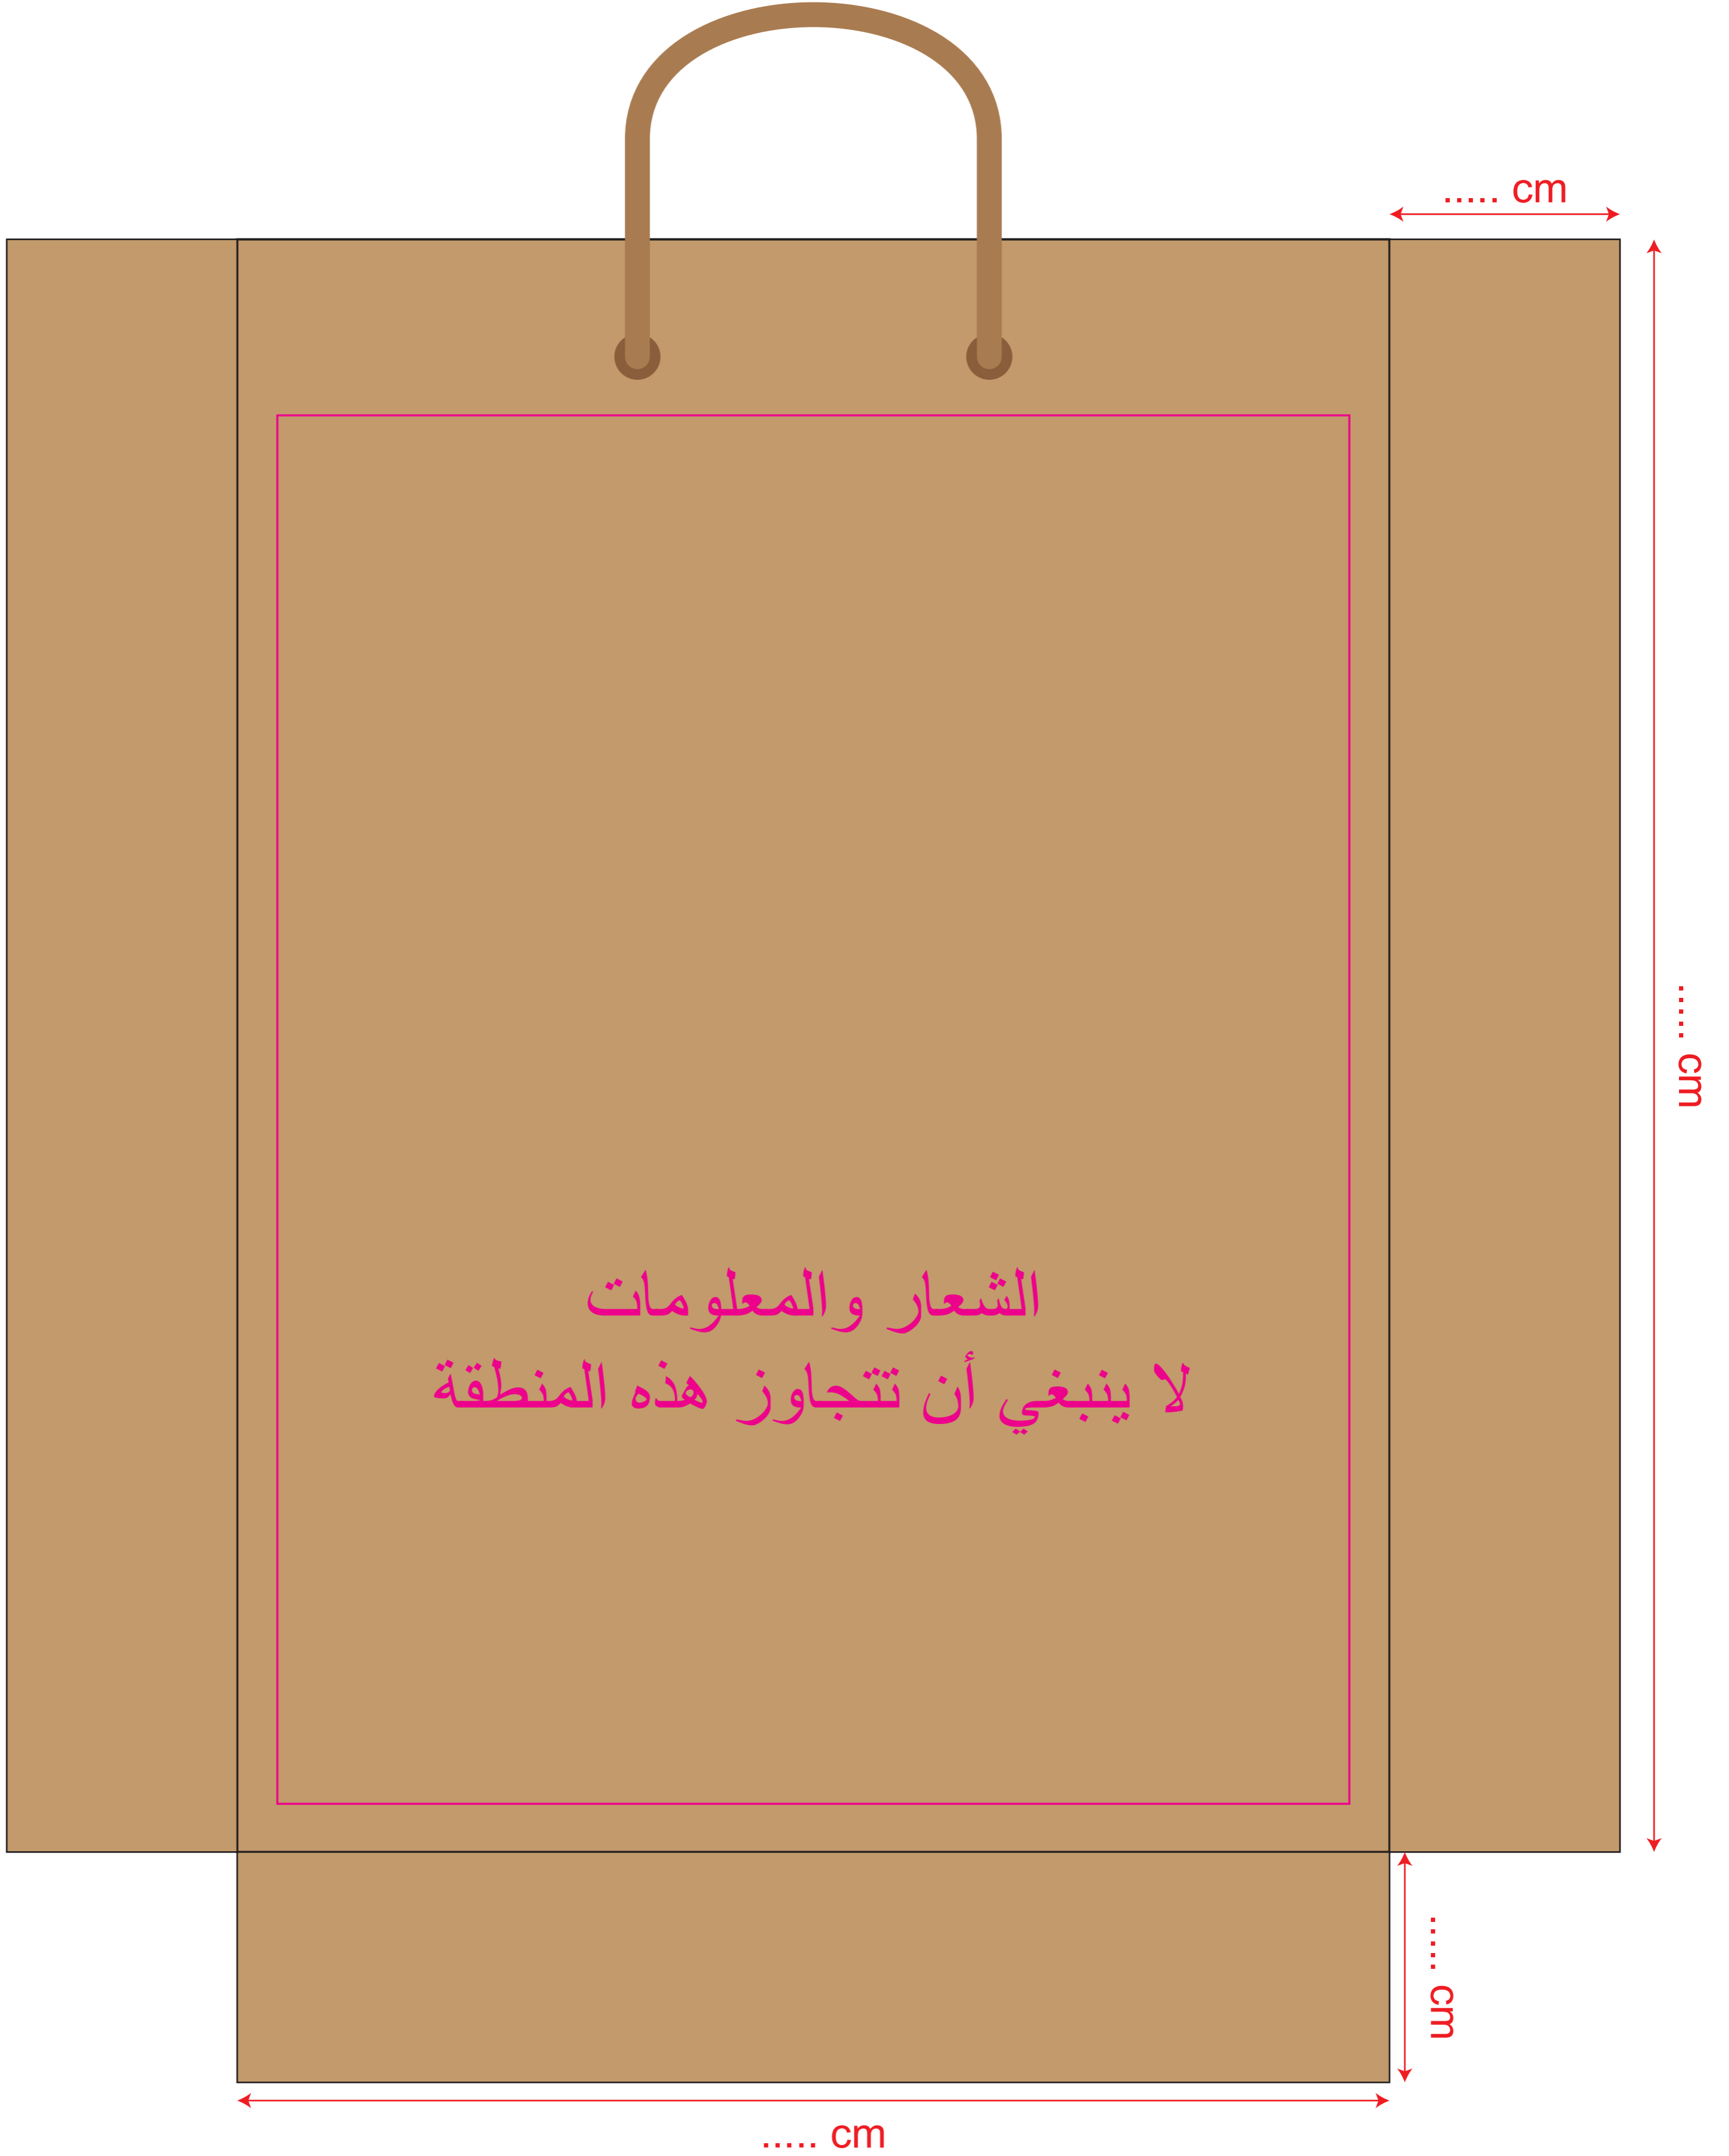 ..... cm
..... cm
الشعار والمعلومات
لا ينبغي أن تتجاوز هذه المنطقة
..... cm
..... cm